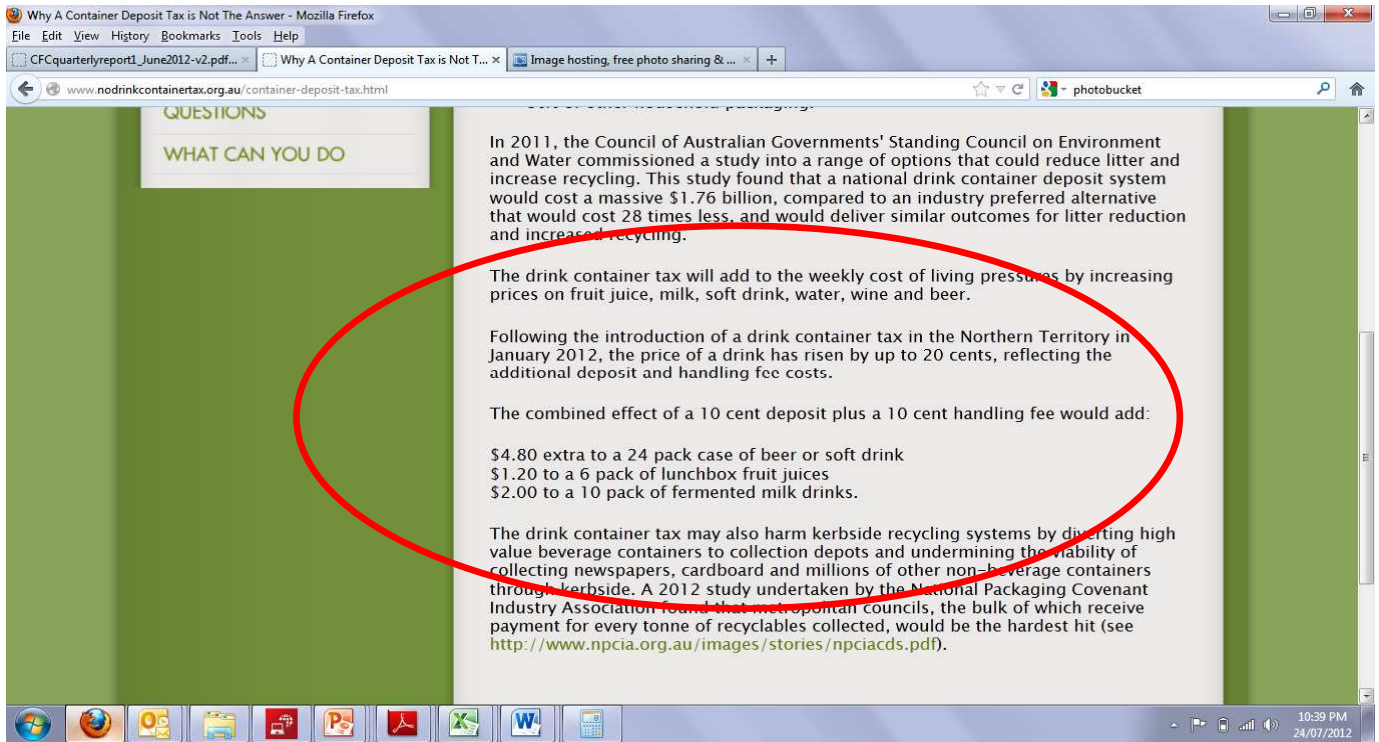 Why A Container Deposit Tax is Not The Answer - Mozilla Firefox
File Edit View History Bookmarks Tools Help
CFCquarterlyreport1_June2012-v2.pdf... Why A Container Deposit Tax is Not T... Image hosting, free photo sharing & ...
www.nodrinkcontainertax.org.au/container-deposit-tax.html photobucket
QUESTIONS
WHAT CAN YOU DO
In 2011, the Council of Australian Governments' Standing Council on Environment
and Water commissioned a study into a range of options that could reduce litter and
increase recycling. This study found that a national drink container deposit system
would cost a massive $1.76 billion, compared to an industry preferred alternative
that would cost 28 times less, and would deliver similar outcomes for litter reduction
and increased recycling.
The drink container tax will add to the weekly cost of living pressures by increasing
prices on fruit juice, milk, soft drink, water, wine and beer.
Following the introduction of a drink container tax in the Northern Territory in
January 2012, the price of a drink has risen by up to 20 cents, reflecting the
additional deposit and handling fee costs.
The combined effect of a 10 cent deposit plus a 10 cent handling fee would add:
$4.80 extra to a 24 pack case of beer or soft drink
$1.20 to a 6 pack of lunchbox fruit juices
$2.00 to a 10 pack of fermented milk drinks.
The drink container tax may also harm kerbside recycling systems by diverting high
value beverage containers to collection depots and undermining the viability of
collecting newspapers, cardboard and millions of other non-beverage containers
through kerbside. A 2012 study undertaken by the National Packaging Covenant
Industry Association found that metropolitan councils, the bulk of which receive
payment for every tonne of recyclables collected, would be the hardest hit (see
http://www.npcia.org.au/images/stories/npciacds.pdf).
10:39 PM
24/07/2012